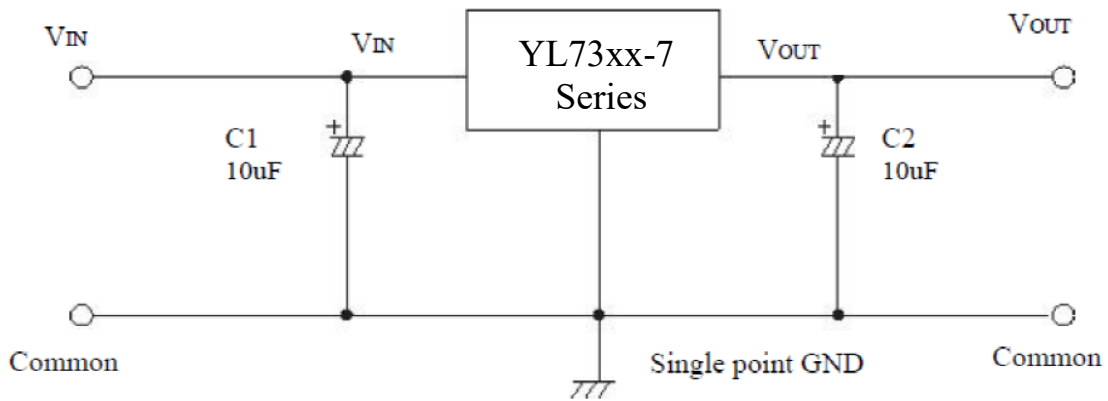 VIN
VIN
YL73xx-7
Series
VOUT
VOUT
+
C1
10uF
+
C2
10uF
Common
Single point GND
Common